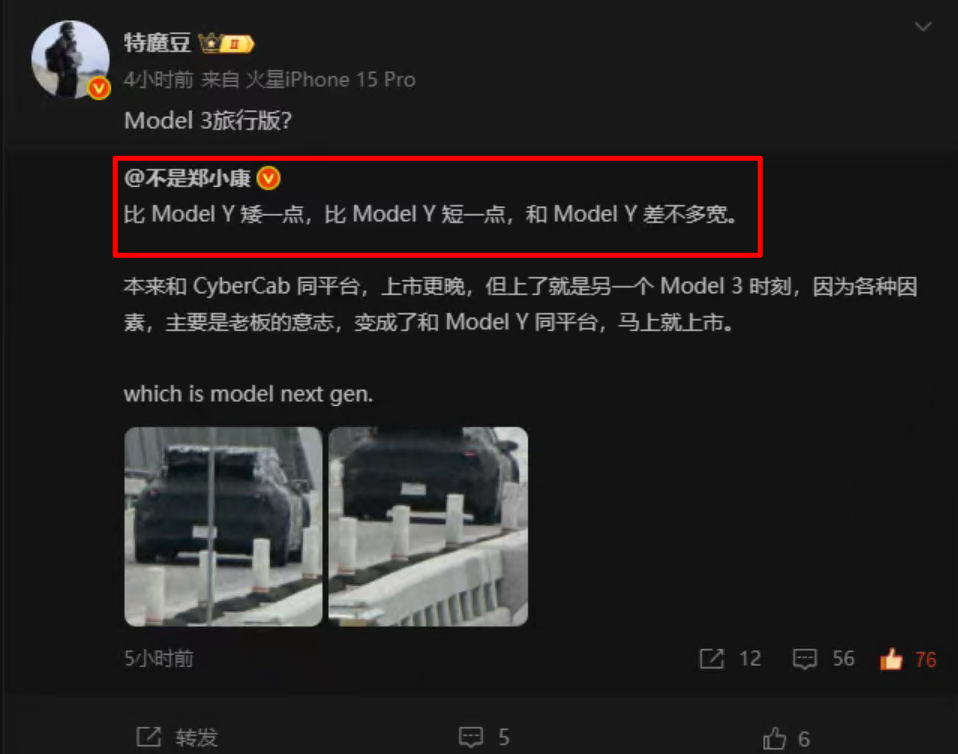 特魔豆 II
4小时前 来自 火星iPhone 15 Pro
Model 3旅行版?
@不是郑小康
比 Model Y 矮一点，比 Model Y 短一点，和 Model Y 差不多宽。
本来和 CyberCab 同平台，上市更晚，但上了就是另一个 Model 3 时刻，因为各种因
素，主要是老板的意志，变成了和 Model Y 同平台，马上就上市。
which is model next gen.
5小时前 12 56 76
转发 5 6